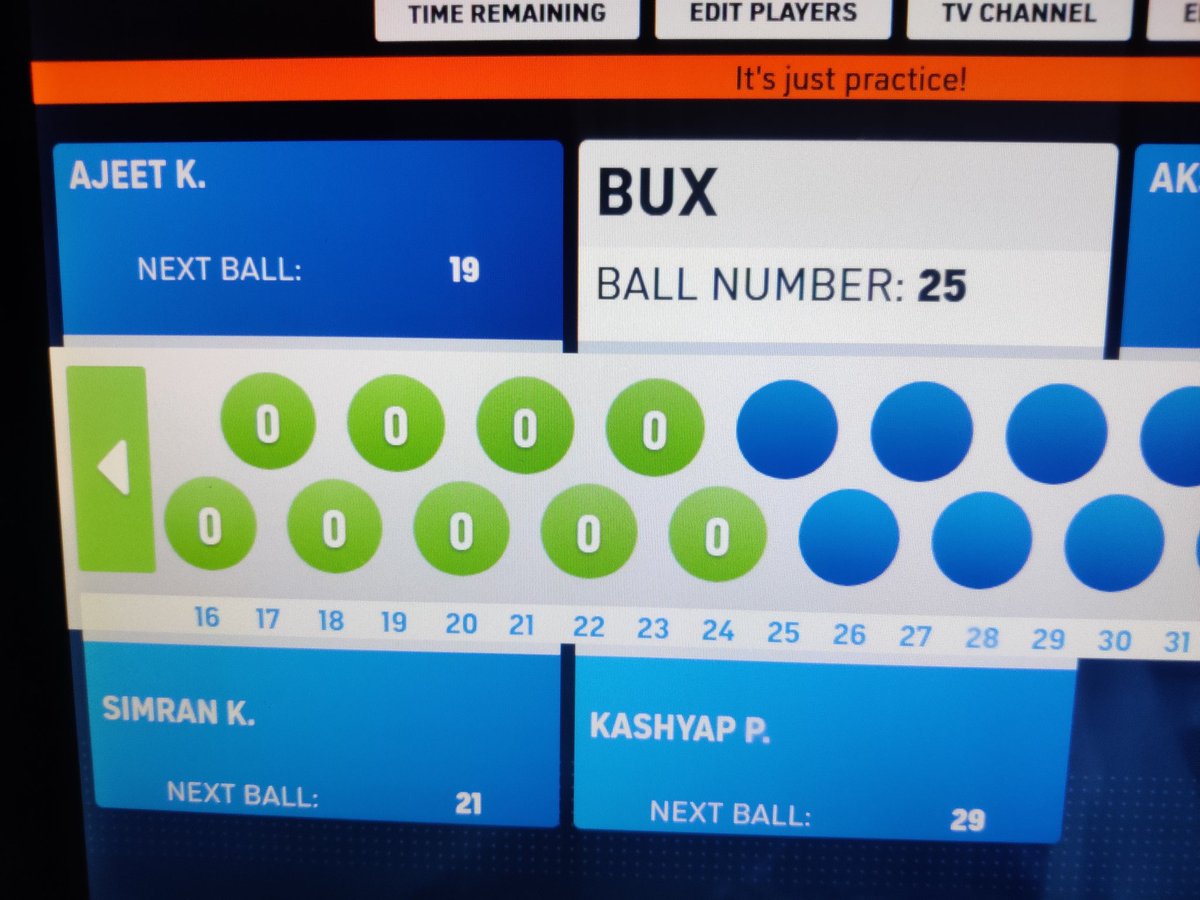 TIME REMAINING
EDIT PLAYERS
TV CHANNEL
It's just practice!
AJEET K.
NEXT BALL: 19
BUX
BALL NUMBER: 25
AK
0 0 0 0
0 0 0 0 0
16 17 18 19 20 21 22 23 24 25 26 27 28 29 30 31
SIMRAN K.
NEXT BALL: 21
KASHYAP P.
NEXT BALL: 29